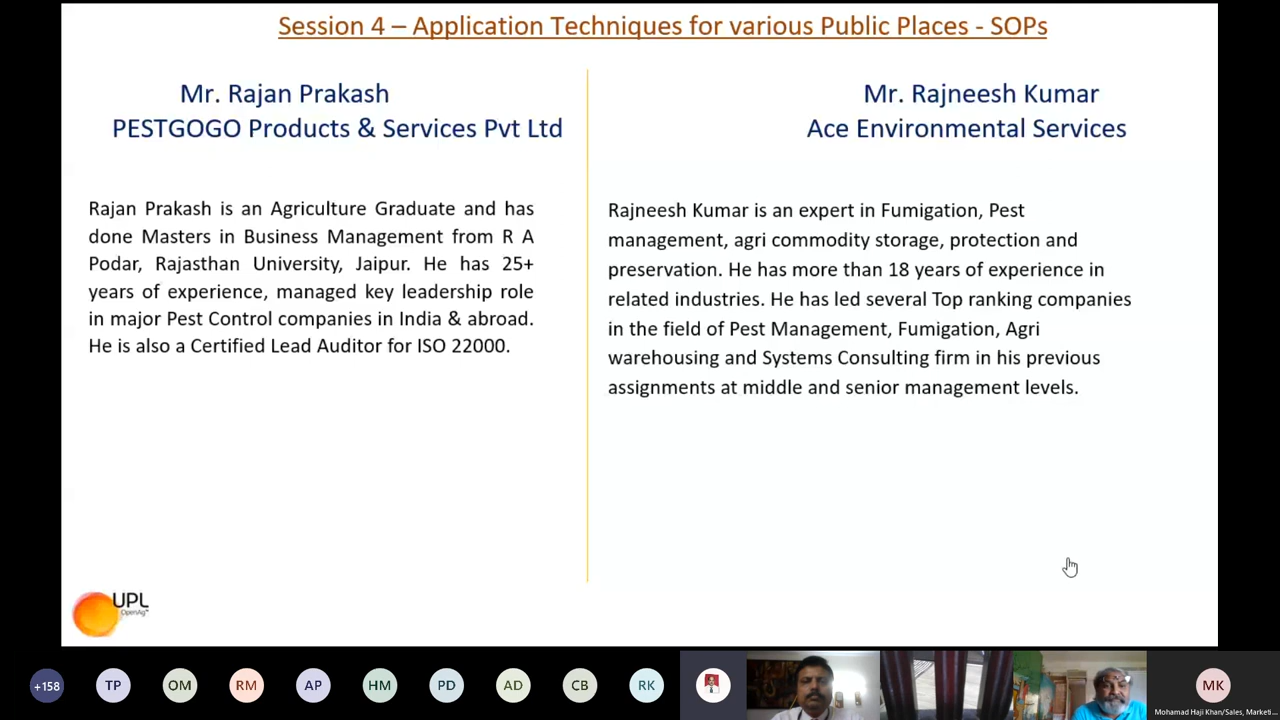 Session 4 – Application Techniques for various Public Places - SOPs
Mr. Rajan Prakash
PESTGOGO Products & Services Pvt Ltd
Rajan Prakash is an Agriculture Graduate and has
done Masters in Business Management from R A
Podar, Rajasthan University, Jaipur. He has 25+
years of experience, managed key leadership role
in major Pest Control companies in India & abroad.
He is also a Certified Lead Auditor for ISO 22000.
Mr. Rajneesh Kumar
Ace Environmental Services
Rajneesh Kumar is an expert in Fumigation, Pest
management, agri commodity storage, protection and
preservation. He has more than 18 years of experience in
related industries. He has led several Top ranking companies
in the field of Pest Management, Fumigation, Agri
warehousing and Systems Consulting firm in his previous
assignments at middle and senior management levels.
UPL
OpenAg™
+158
TP
OM
RM
AP
HM
PD
AD
CB
RK
MK
Mohamad Haji Khan/Sales, Marketi...